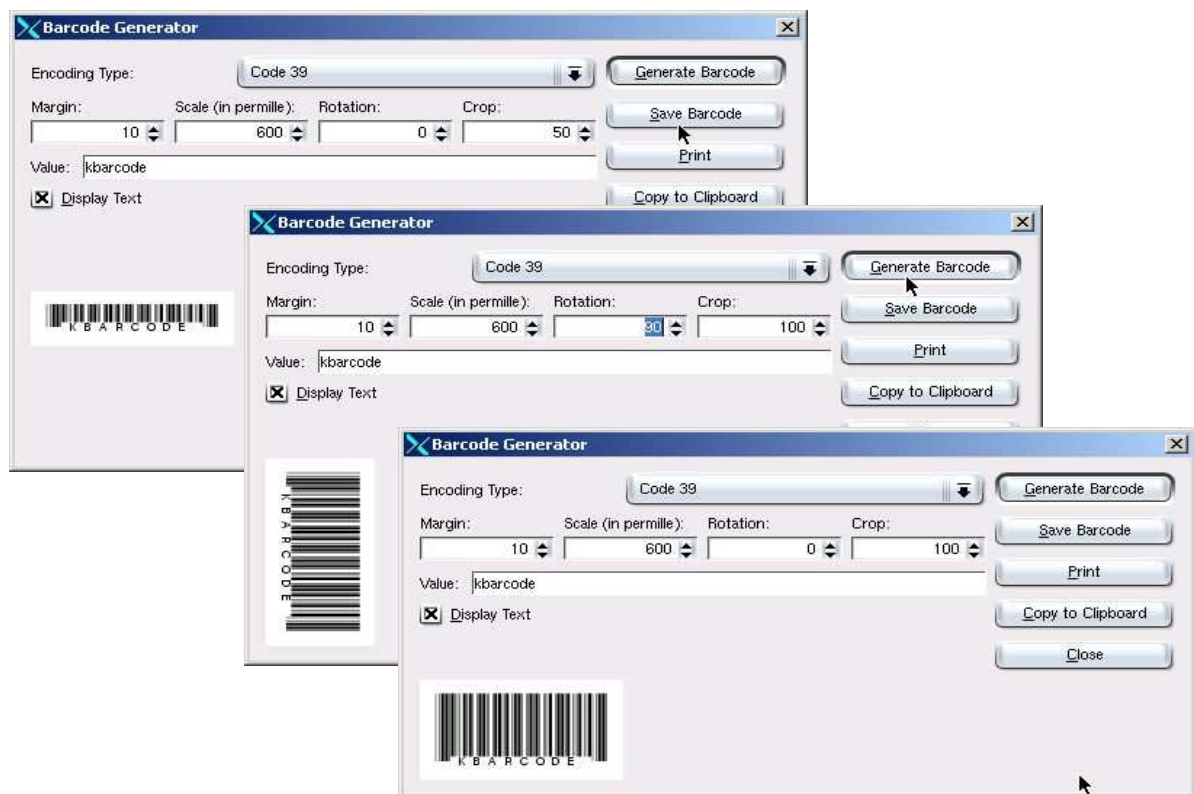 Barcode Generator
Encoding Type: Code 39 Generate Barcode
Margin: Scale (in permille): Rotation: Crop: Save Barcode
10 600 0 50
Print
Value: kbarcode
Display Text Copy to Clipboard
KBARCODE
Barcode Generator
Encoding Type: Code 39 Generate Barcode
Margin: Scale (in permille): Rotation: Crop: Save Barcode
10 600 90 100
Print
Value: kbarcode
Display Text Copy to Clipboard
KBARCODE
Barcode Generator
Encoding Type: Code 39 Generate Barcode
Margin: Scale (in permille): Rotation: Crop: Save Barcode
10 600 0 100
Print
Value: kbarcode
Display Text Copy to Clipboard
Close
KBARCODE